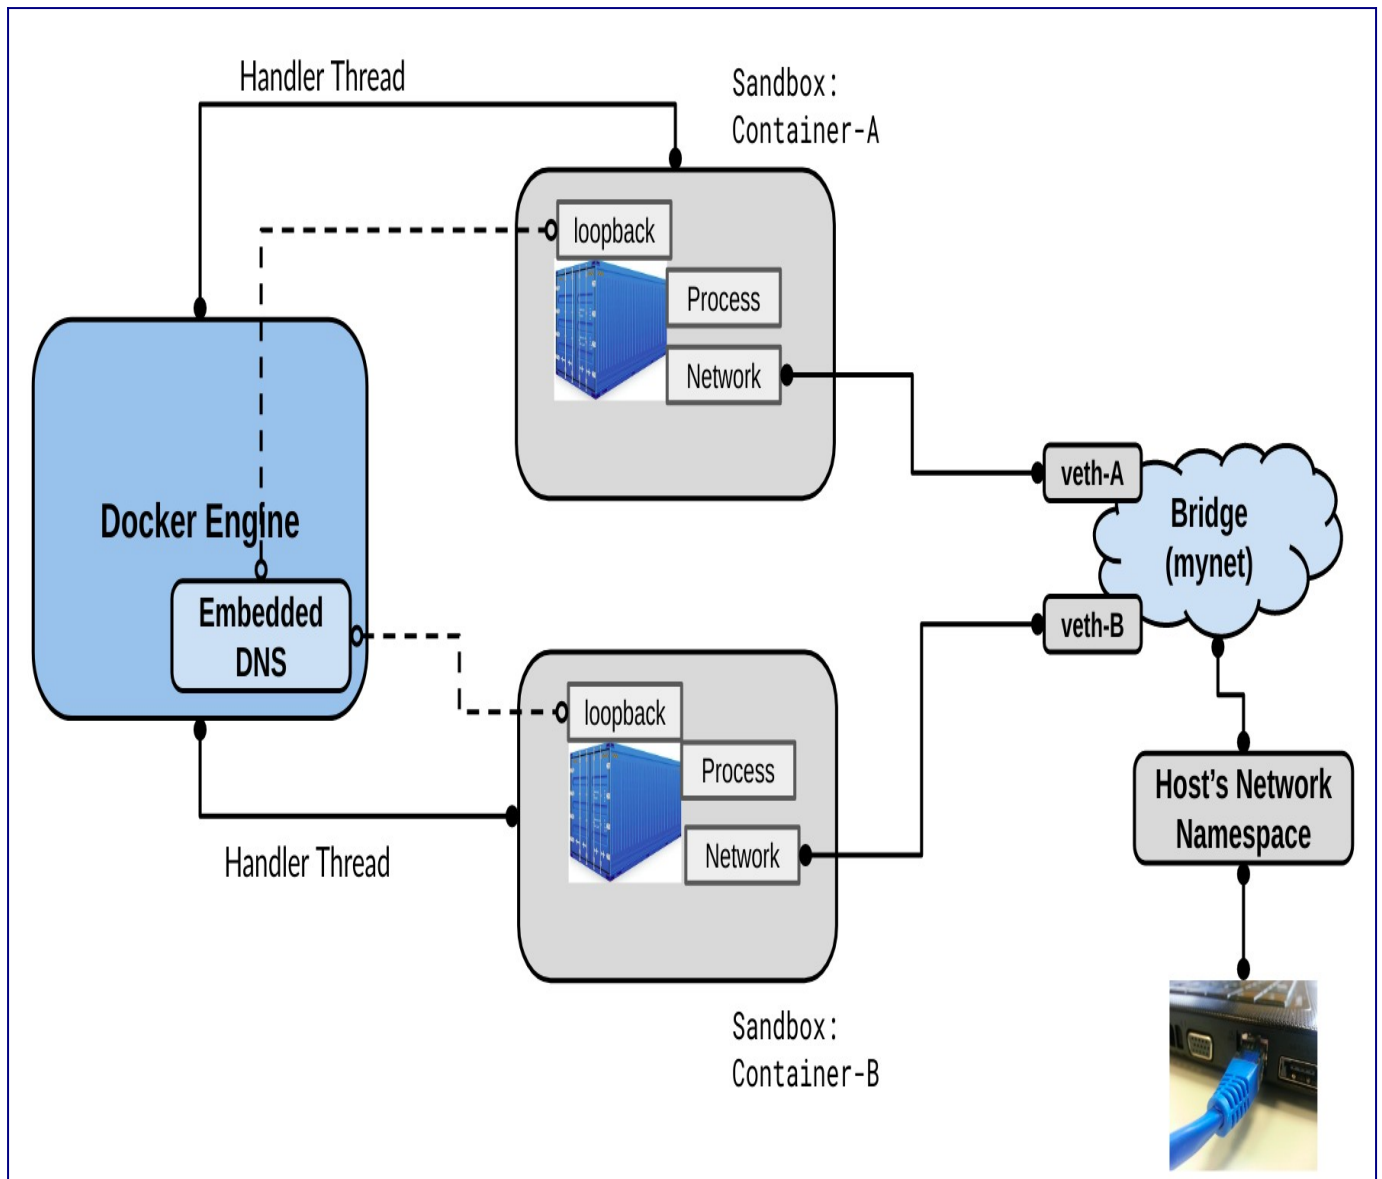 Handler Thread
Sandbox:
Container-A
loopback
Process
Network
veth-A
Bridge
(mynet)
Docker Engine
Embedded
DNS
veth-B
loopback
Process
Network
Host's Network
Namespace
Handler Thread
Sandbox:
Container-B